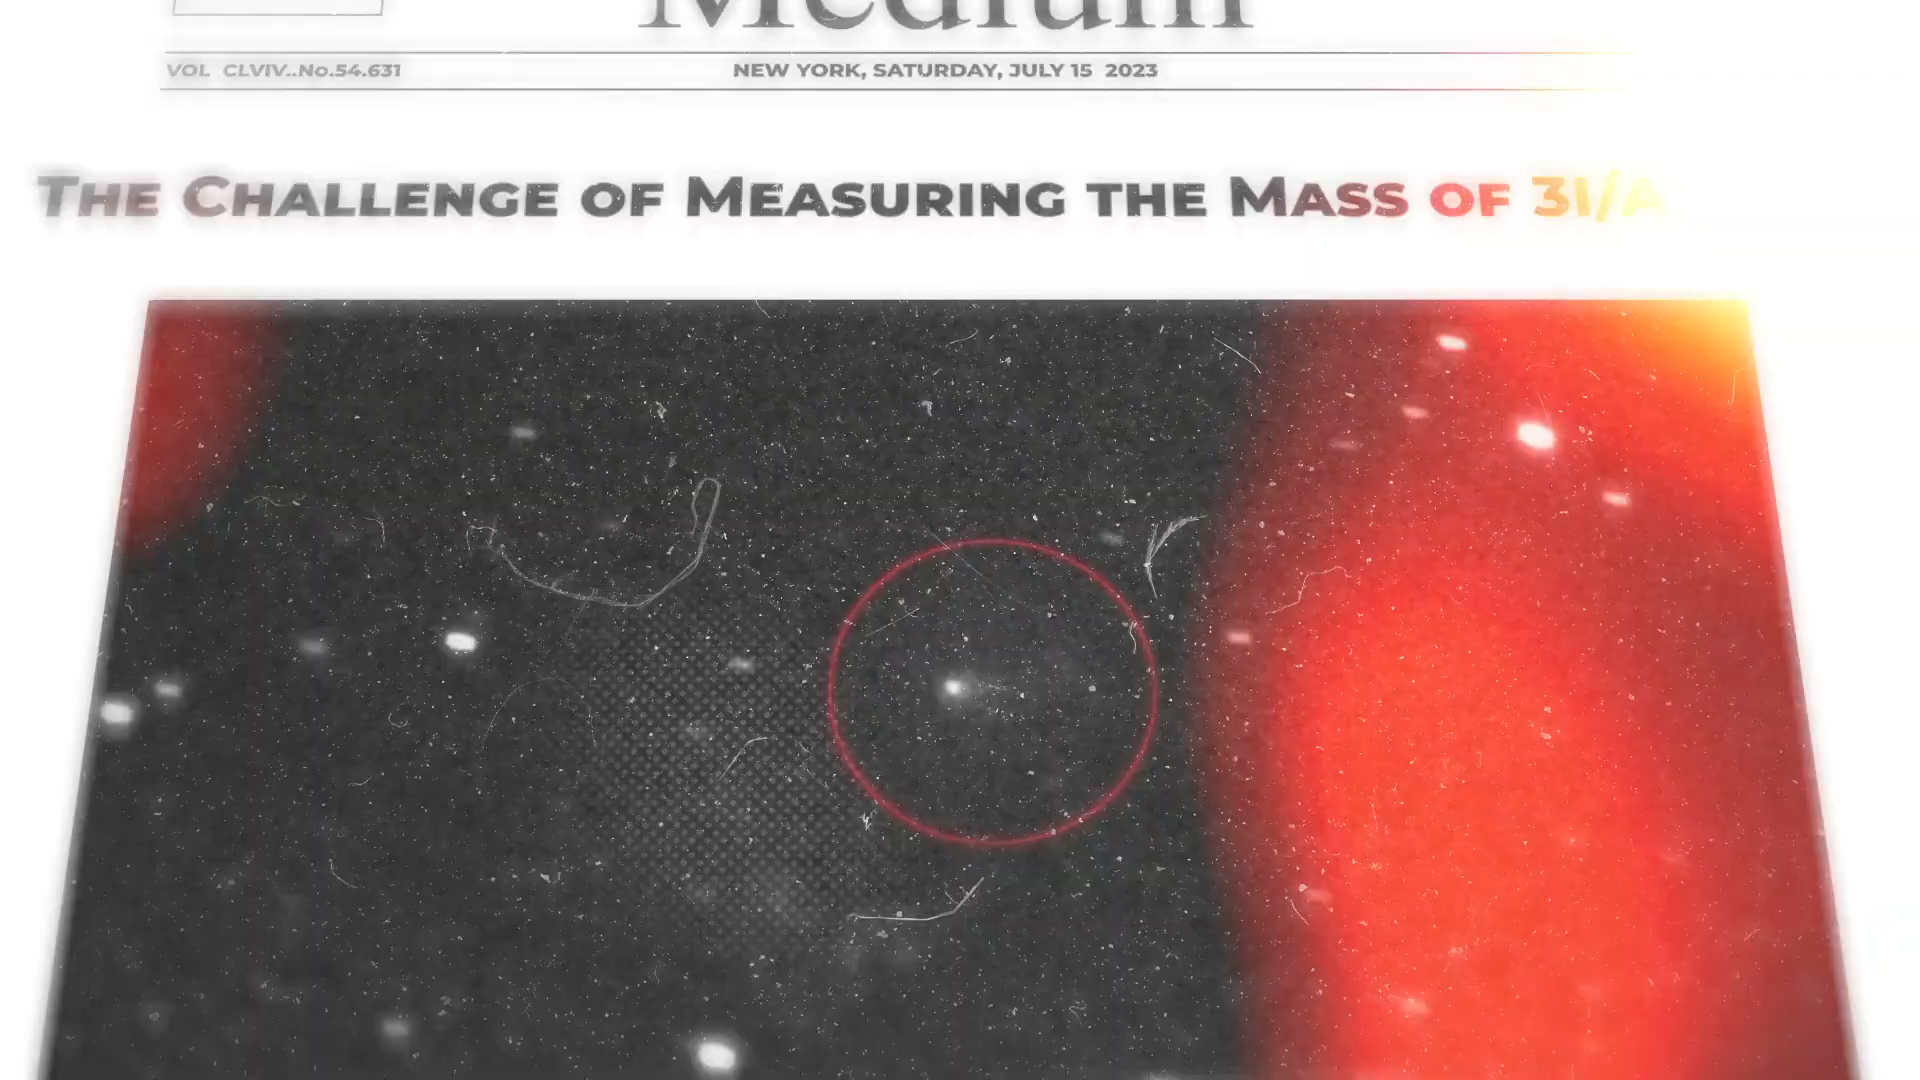 Medium
VOL CLVIV..No.54.631
NEW YORK, SATURDAY, JULY 15 2023
THE CHALLENGE OF MEASURING THE MASS OF 3I/A